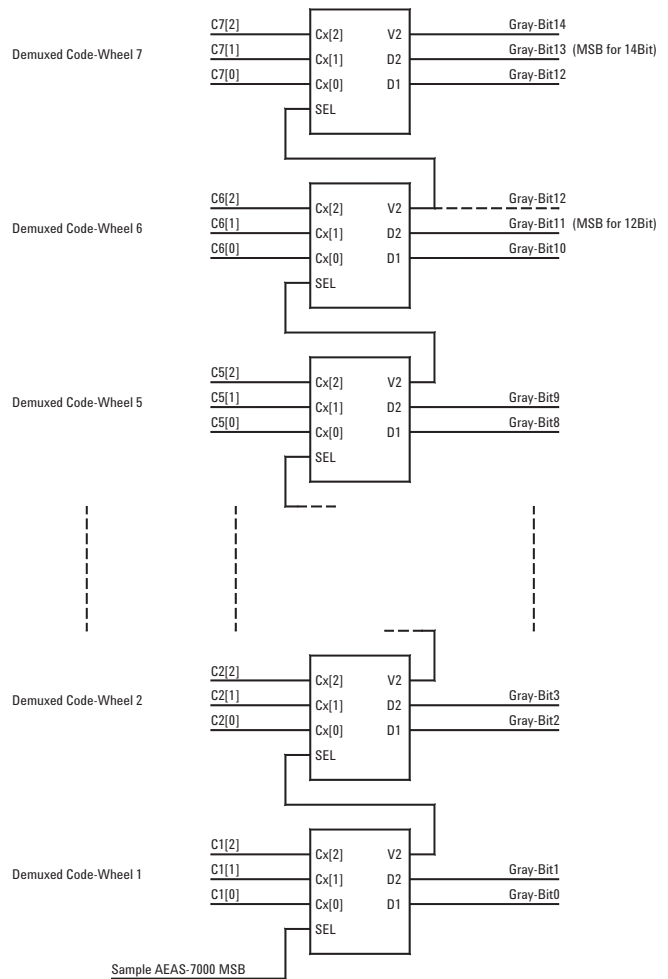 C7[2] Cx[2] V2 Gray-Bit14
Demuxed Code-Wheel 7 C7[1] Cx[1] D2 Gray-Bit13 (MSB for 14Bit)
C7[0] Cx[0] D1 Gray-Bit12
SEL
C6[2] Cx[2] V2 Gray-Bit12
Demuxed Code-Wheel 6 C6[1] Cx[1] D2 Gray-Bit11 (MSB for 12Bit)
C6[0] Cx[0] D1 Gray-Bit10
SEL
C5[2] Cx[2] V2
Demuxed Code-Wheel 5 C5[1] Cx[1] D2 Gray-Bit9
C5[0] Cx[0] D1 Gray-Bit8
SEL
C2[2] Cx[2] V2
Demuxed Code-Wheel 2 C2[1] Cx[1] D2 Gray-Bit3
C2[0] Cx[0] D1 Gray-Bit2
SEL
C1[2] Cx[2] V2
Demuxed Code-Wheel 1 C1[1] Cx[1] D2 Gray-Bit1
C1[0] Cx[0] D1 Gray-Bit0
SEL
Sample AEAS-7000 MSB